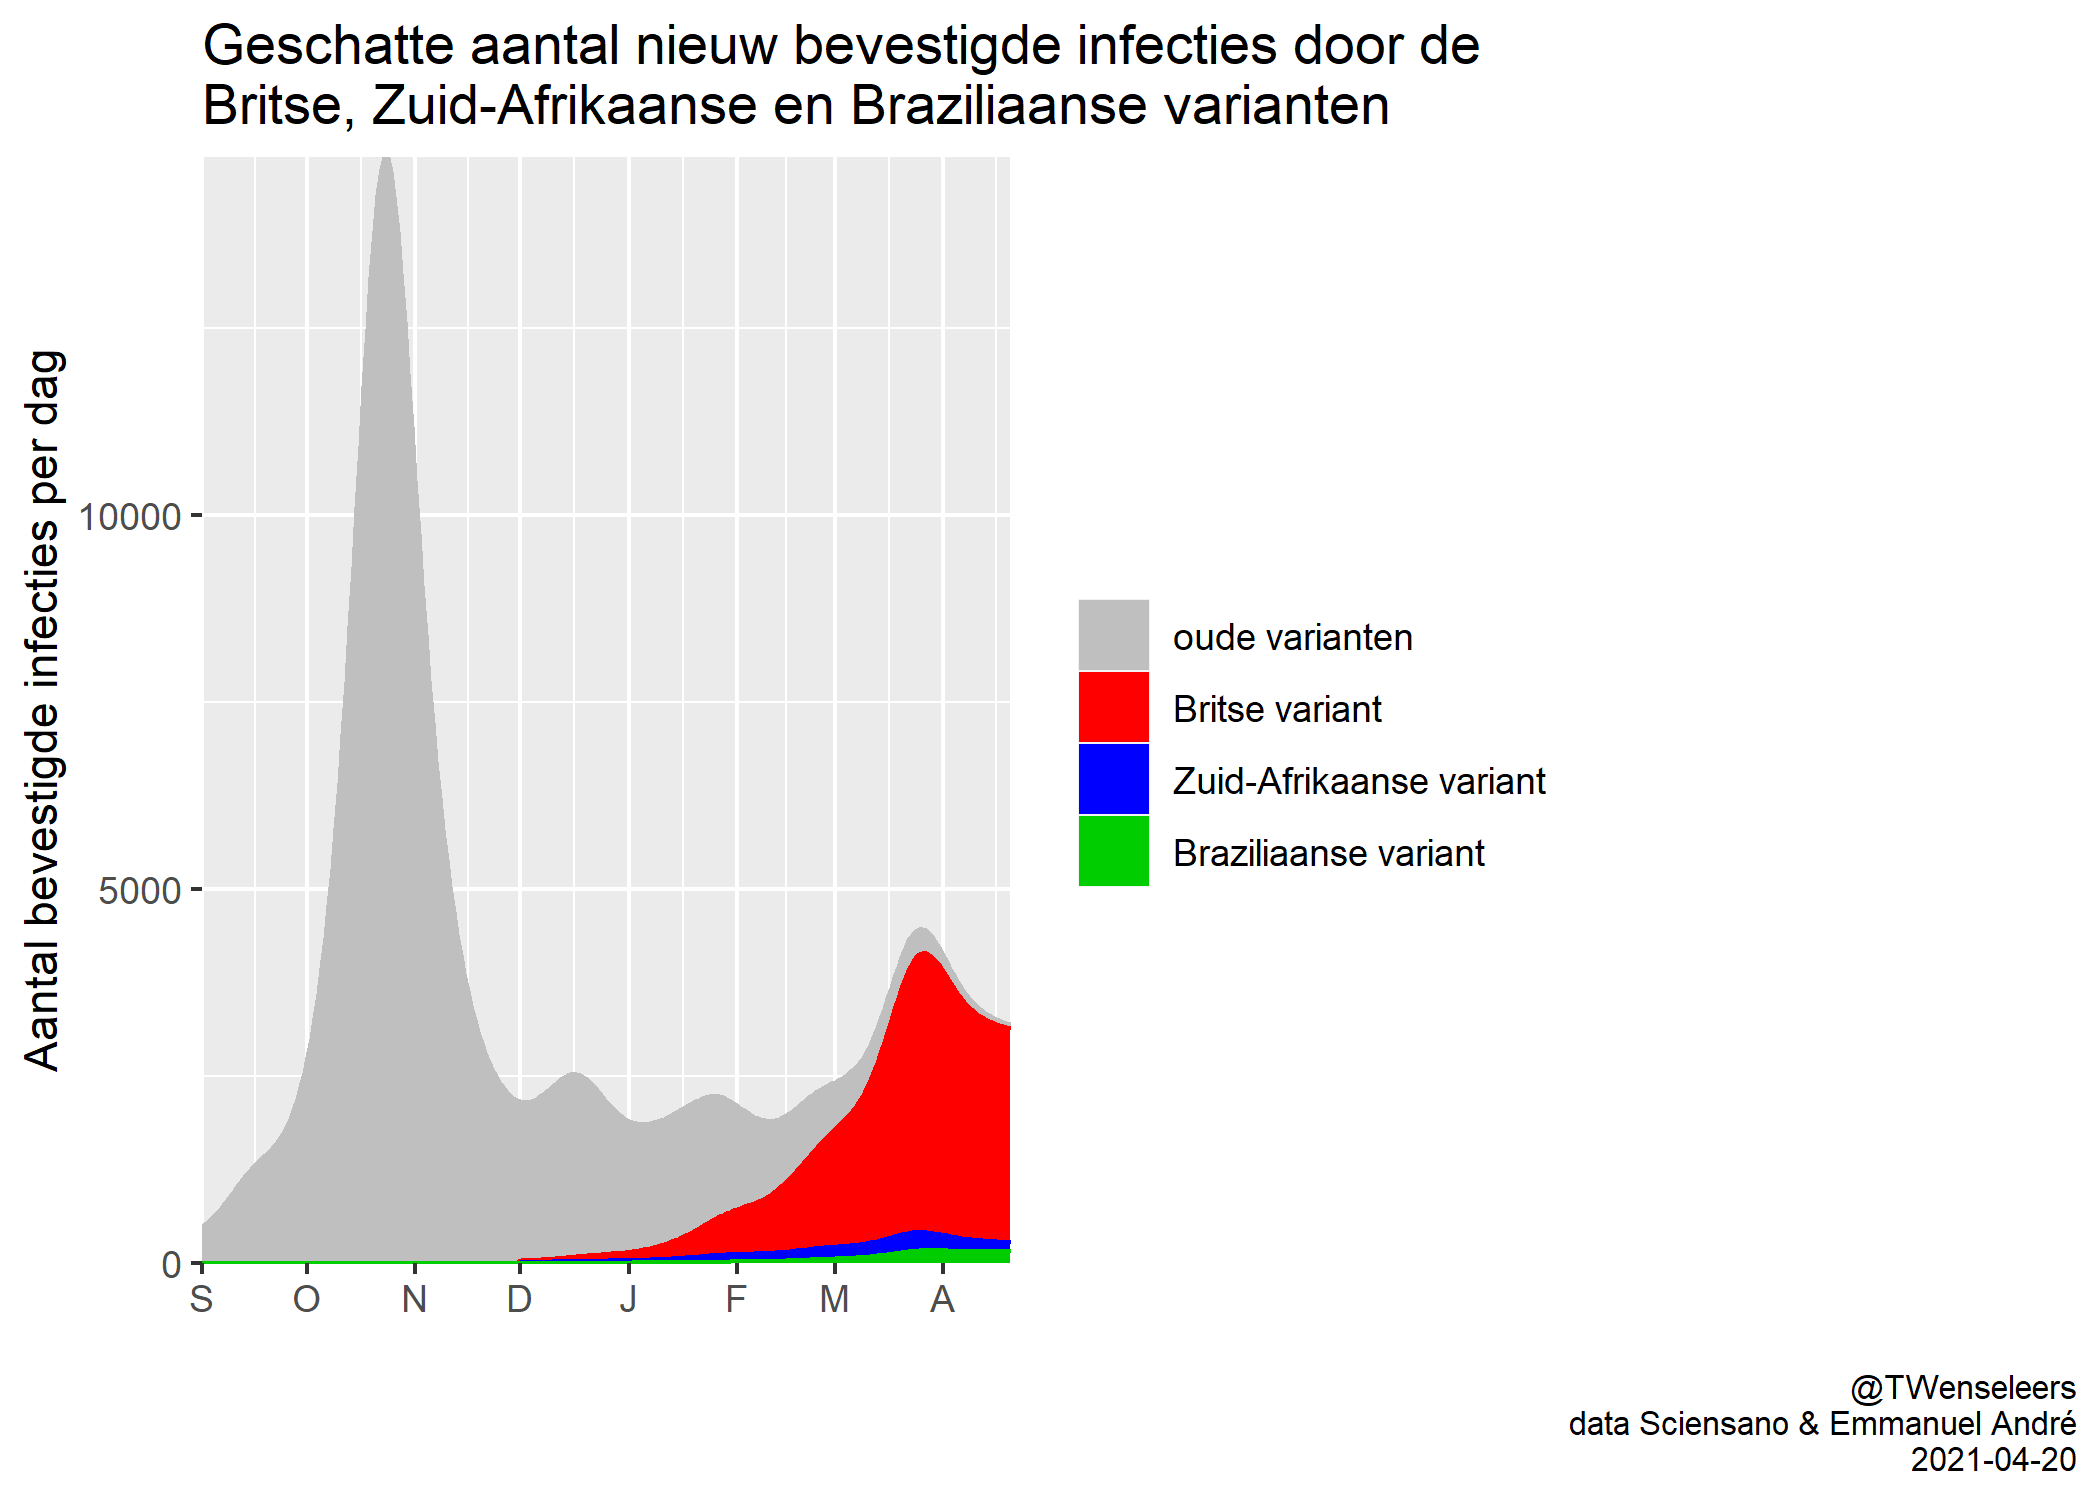 Geschatte aantal nieuw bevestigde infecties door de
Britse, Zuid-Afrikaanse en Braziliaanse varianten
Aantal bevestigde infecties per dag
10000
5000
0
S O N D J F M A
oude varianten
Britse variant
Zuid-Afrikaanse variant
Braziliaanse variant
@TWenseleers
data Sciensano & Emmanuel André
2021-04-20